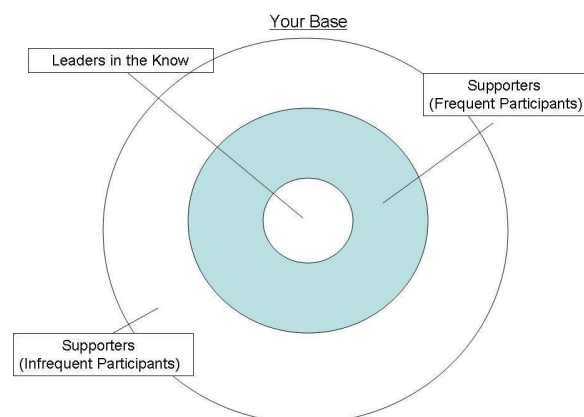 Your Base
Leaders in the Know
Supporters
(Frequent Participants)
Supporters
(Infrequent Participants)